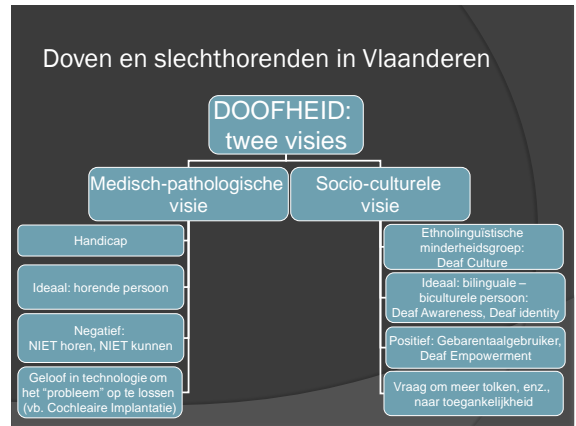 Doven en slechthorenden in Vlaanderen
DOOFHEID:
twee visies
Medisch-pathologische
visie
Handicap
Ideaal: horende persoon
Negatief:
NIET horen, NIET kunnen
Geloof in technologie om
het “probleem” op te lossen
(vb. Cochleaire Implantatie)
Socio-culturele
visie
Ethnolinguïstische
minderheidsgroep:
Deaf Culture
Ideaal: bilinguale –
biculturele persoon:
Deaf Awareness, Deaf identity
Positief: Gebarentaalgebruiker,
Deaf Empowerment
Vraag om meer tolken, enz.,
naar toegankelijkheid